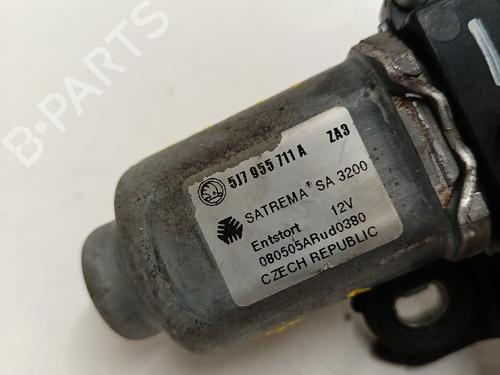 B-PARTS
5J7 955 711 A ZA3
SATREMA® SA 3200
Entstort 12V
080505ARud0380
CZECH REPUBLIC